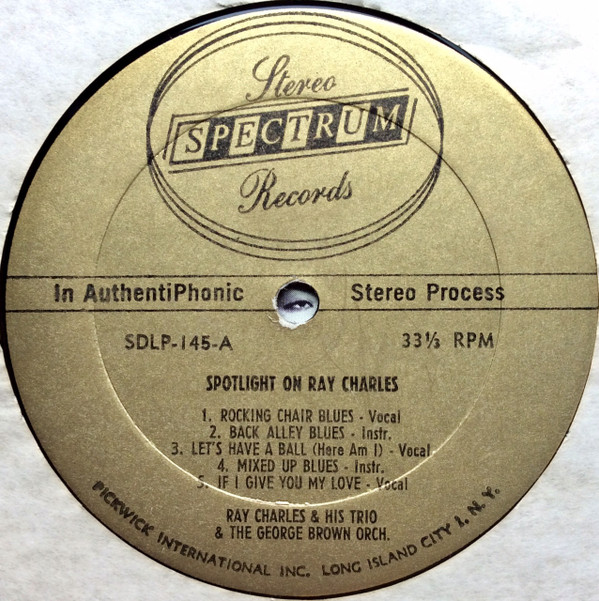 Stereo
SPECTRUM
Records
In AuthentiPhonic Stereo Process
SDLP-145-A 33⅓ RPM
SPOTLIGHT ON RAY CHARLES
1. ROCKING CHAIR BLUES - Vocal
2. BACK ALLEY BLUES - Instr.
3. LET'S HAVE A BALL (Here Am I) - Vocal
4. MIXED UP BLUES - Instr.
5. IF I GIVE YOU MY LOVE - Vocal
RAY CHARLES & HIS TRIO
& THE GEORGE BROWN ORCH.
PICKWICK INTERNATIONAL INC. LONG ISLAND CITY 1, N. Y.